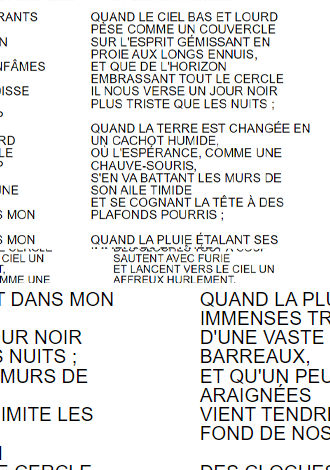 RANTS
N
NFÂMES
OISSE
P
RD
LE
P
UNE
S MON
S MON
QUAND LE CIEL BAS ET LOURD
PÈSE COMME UN COUVERCLE
SUR L'ESPRIT GÉMISSANT EN
PROIE AUX LONGS ENNUIS,
ET QUE DE L'HORIZON
EMBRASSANT TOUT LE CERCLE
IL NOUS VERSE UN JOUR NOIR
PLUS TRISTE QUE LES NUITS ;
QUAND LA TERRE EST CHANGÉE EN
UN CACHOT HUMIDE,
OÙ L'ESPÉRANCE, COMME UNE
CHAUVE-SOURIS,
S'EN VA BATTANT LES MURS DE
SON AILE TIMIDE
ET SE COGNANT LA TÊTE À DES
PLAFONDS POURRIS ;
QUAND LA PLUIE ÉTALANT SES
CIEL UN
T,
MME UNE
SAUTENT AVEC FURIE
ET LANCENT VERS LE CIEL UN
AFFREUX HURLEMENT,
T DANS MON
UR NOIR
S NUITS ;
MURS DE
IMITE LES
QUAND LA PLU
IMMENSES TR
D'UNE VASTE
BARREAUX,
ET QU'UN PEU
ARAIGNÉES
VIENT TENDRE
FOND DE NOS